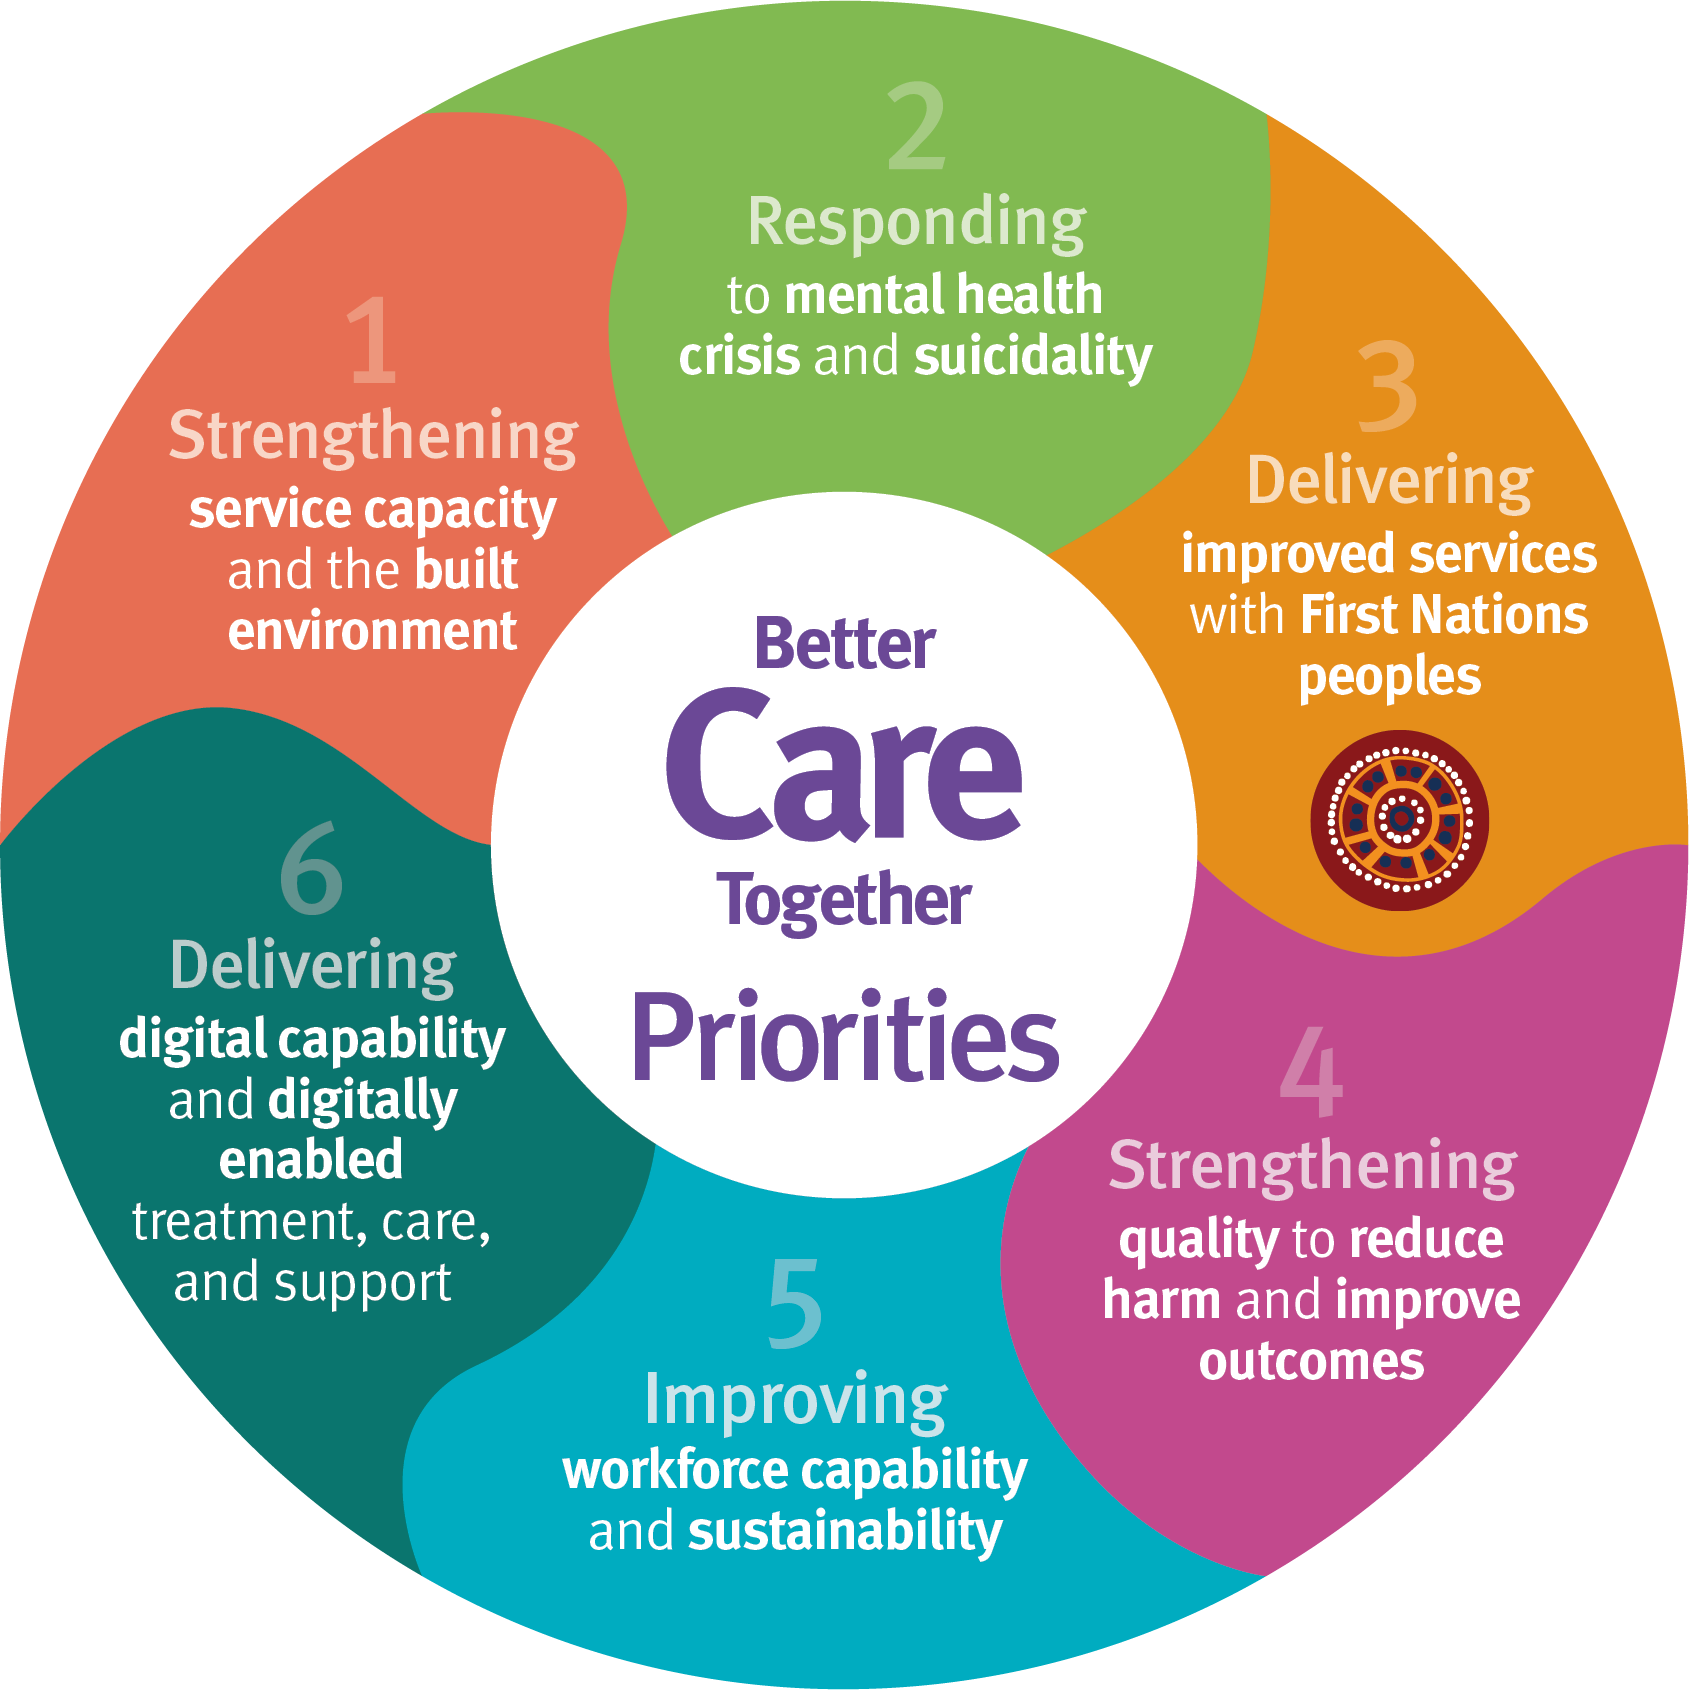 Better
Care
Together
Priorities
1
Strengthening
service capacity
and the built
environment
2
Responding
to mental health
crisis and suicidality
3
Delivering
improved services
with First Nations
peoples
4
Strengthening
quality to reduce
harm and improve
outcomes
5
Improving
workforce capability
and sustainability
6
Delivering
digital capability
and digitally
enabled
treatment, care,
and support